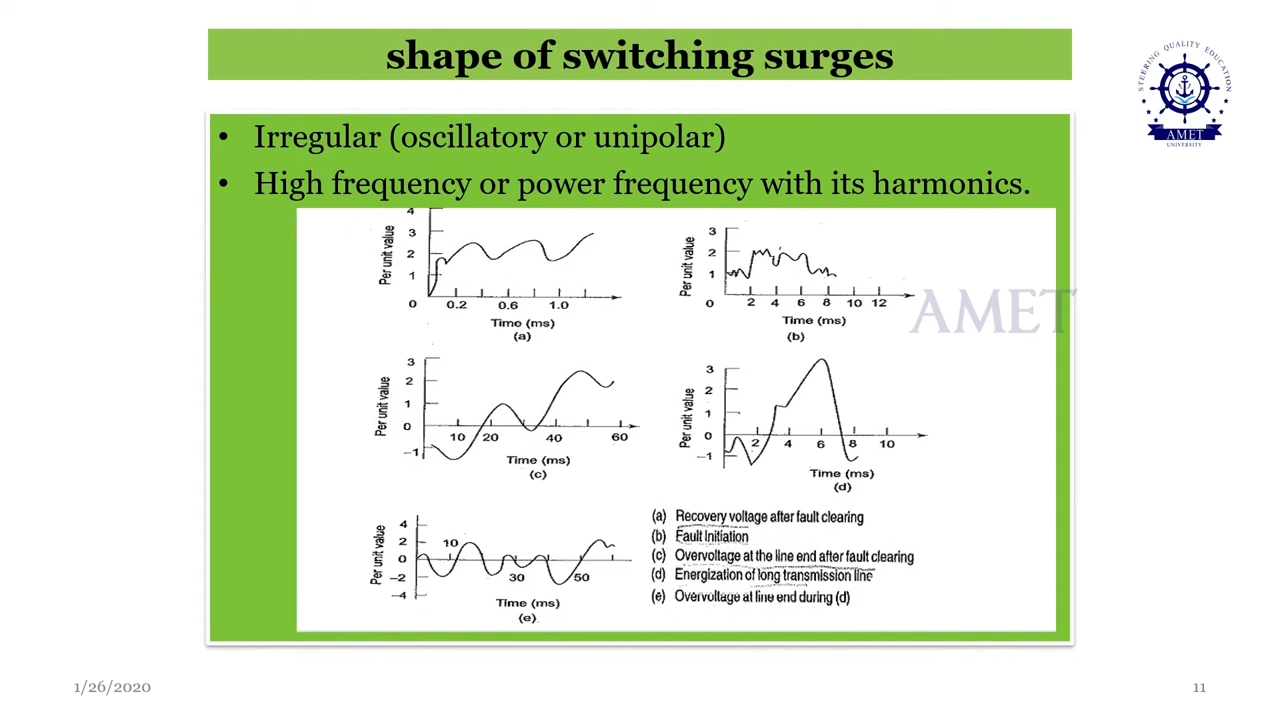 shape of switching surges
STEERING QUALITY EDUCATION
AMET
UNIVERSITY
• Irregular (oscillatory or unipolar)
• High frequency or power frequency with its harmonics.
Per unit value
4
3
2
1
0
0.2 0.6 1.0
Time (ms)
(a)
Per unit value
3
2
1
0
2 4 6 8 10 12
Time (ms)
(b)
AMET
Per unit value
3
2
1
0
−1
10 20 40 60
Time (ms)
(c)
Per unit value
3
2
1
0
−1
2 4 6 8 10
Time (ms)
(d)
Per unit value
4
2
0
−2
−4
10 30 50
Time (ms)
(e)
(a) Recovery voltage after fault clearing
(b) Fault Initiation
(c) Overvoltage at the line end after fault clearing
(d) Energization of long transmission line
(e) Overvoltage at line end during (d)
1/26/2020
11